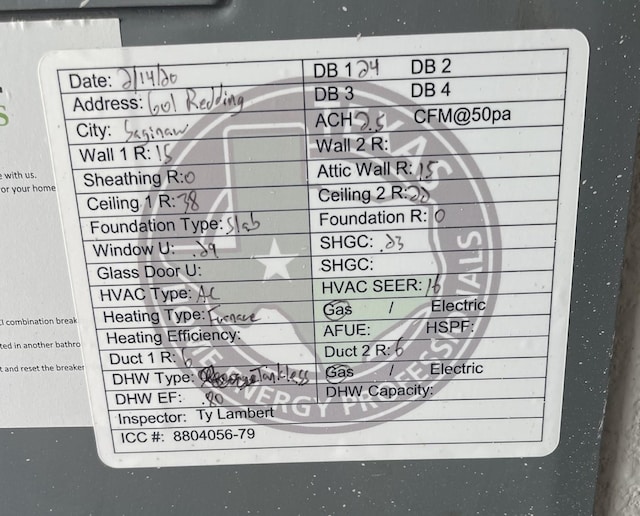 Date: 2/14/20
DB 1 24 DB 2
DB 3 DB 4
Address: 601 Redding
City: Saginaw
ACH 2.5 CFM@50pa
Wall 1 R: 15
Wall 2 R:
Sheathing R: 0
Attic Wall R: 15
Ceiling 1 R: 38
Ceiling 2 R: 22
Foundation Type: Slab
Foundation R: 0
Window U: .29
SHGC: .23
Glass Door U:
SHGC:
HVAC Type: AC
HVAC SEER: 16
Heating Type: Furnace
Gas / Electric
Heating Efficiency:
AFUE: HSPF:
Duct 1 R: 6
Duct 2 R: 6
DHW Type: Tankless
Gas / Electric
DHW EF: .80
DHW Capacity:
Inspector: Ty Lambert
ICC #: 8804056-79
TEXAS
ENERGY PROFESSIONALS
with us.
or your home
combination break
ted in another bathro
t and reset the breaker